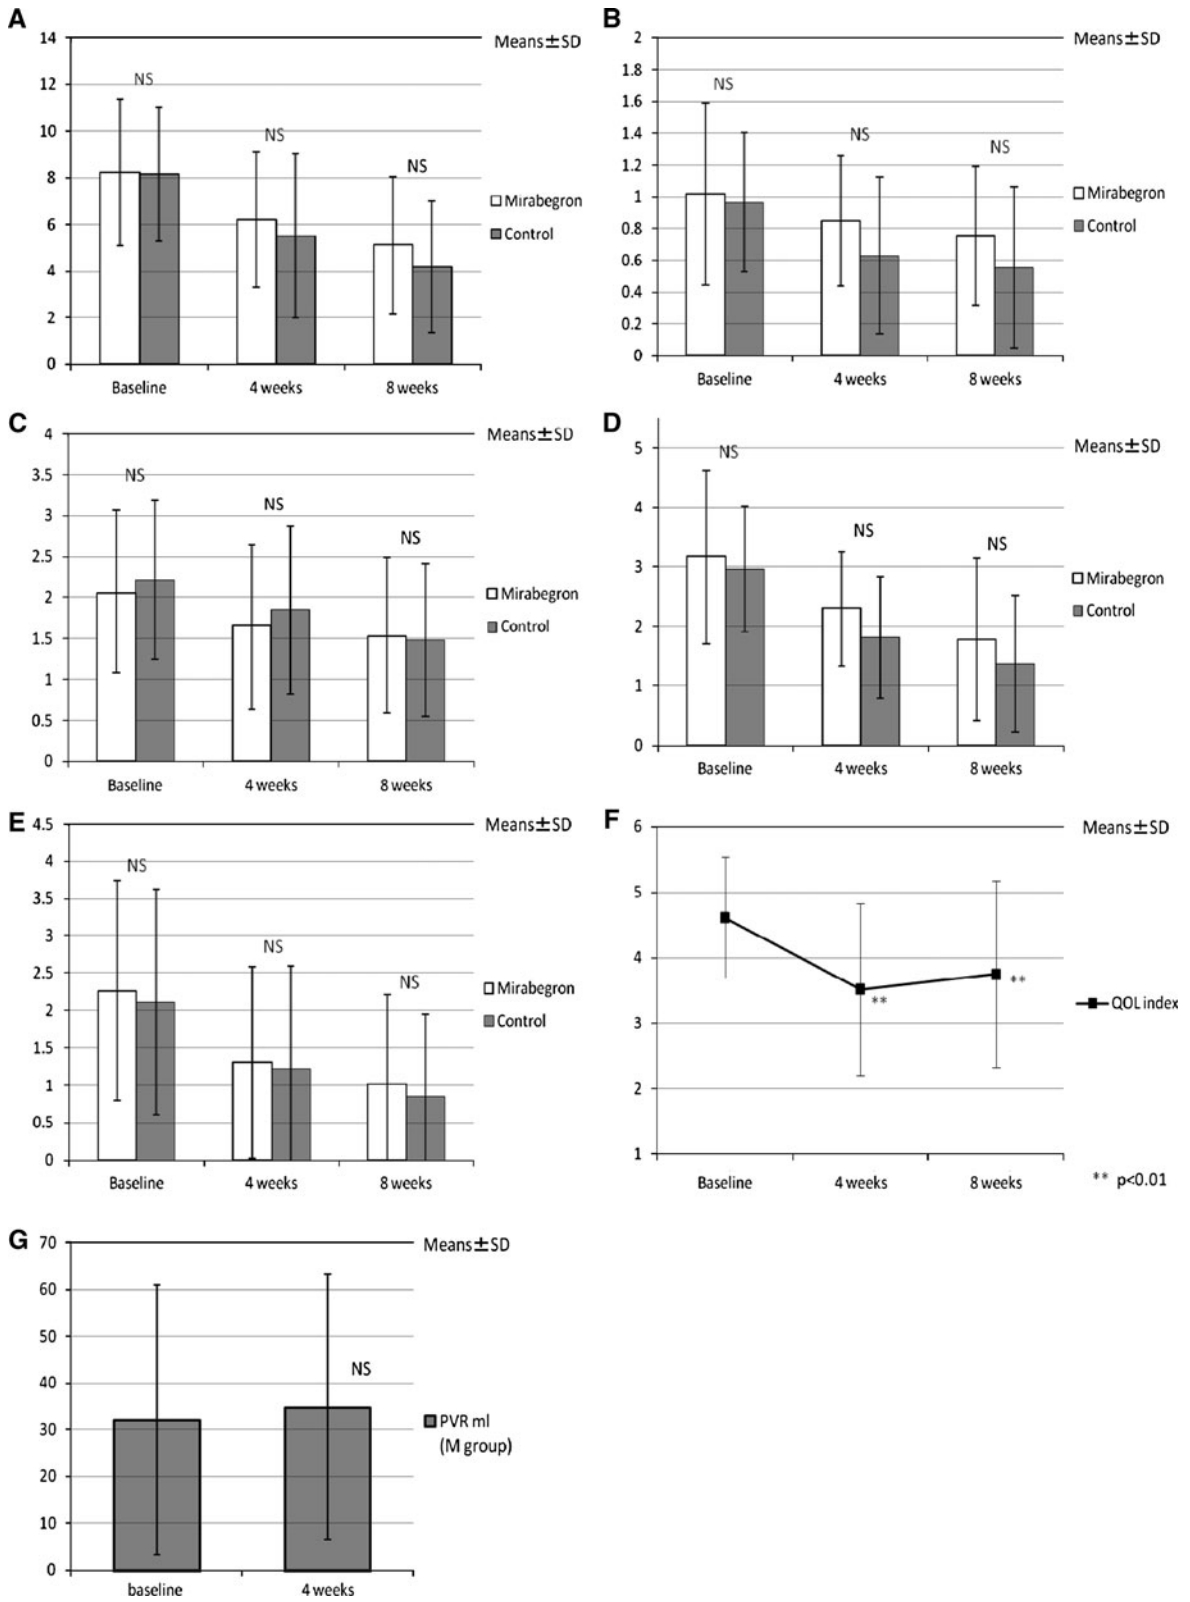 A
Means±SD
14
12
10
8
6
4
2
0
NS
NS
NS
Mirabegron
Control
Baseline
4 weeks
8 weeks
B
Means±SD
2
1.8
1.6
1.4
1.2
1
0.8
0.6
0.4
0.2
0
NS
NS
NS
Mirabegron
Control
Baseline
4 weeks
8 weeks
C
Means±SD
4
3.5
3
2.5
2
1.5
1
0.5
0
NS
NS
NS
Mirabegron
Control
Baseline
4 weeks
8 weeks
D
Means±SD
5
4
3
2
1
0
NS
NS
NS
Mirabegron
Control
Baseline
4 weeks
8 weeks
E
Means±SD
4.5
4
3.5
3
2.5
2
1.5
1
0.5
0
NS
NS
NS
Mirabegron
Control
Baseline
4 weeks
8 weeks
F
Means±SD
6
5
4
3
2
1
**
**
QOL index
Baseline
4 weeks
8 weeks
** p<0.01
G
Means±SD
70
60
50
40
30
20
10
0
NS
PVR ml
(M group)
baseline
4 weeks